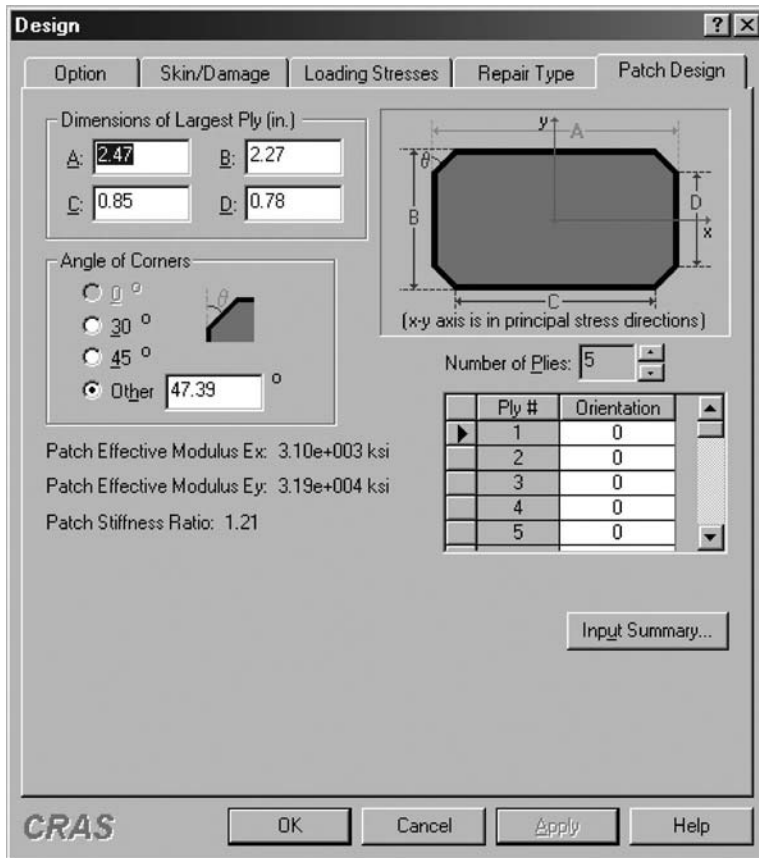 Design
Option Skin/Damage Loading Stresses Repair Type Patch Design
Dimensions of Largest Ply (in.)
A: 2.47 B: 2.27
C: 0.85 D: 0.78
y
A
θ
B
D
x
C
(x-y axis is in principal stress directions)
Angle of Corners
0 °
30 °
45 °
Other 47.39 °
θ
Number of Plies: 5
Ply # Orientation
1 0
2 0
3 0
4 0
5 0
Patch Effective Modulus Ex: 3.10e+003 ksi
Patch Effective Modulus Ey: 3.19e+004 ksi
Patch Stiffness Ratio: 1.21
Input Summary...
CRAS OK Cancel Apply Help